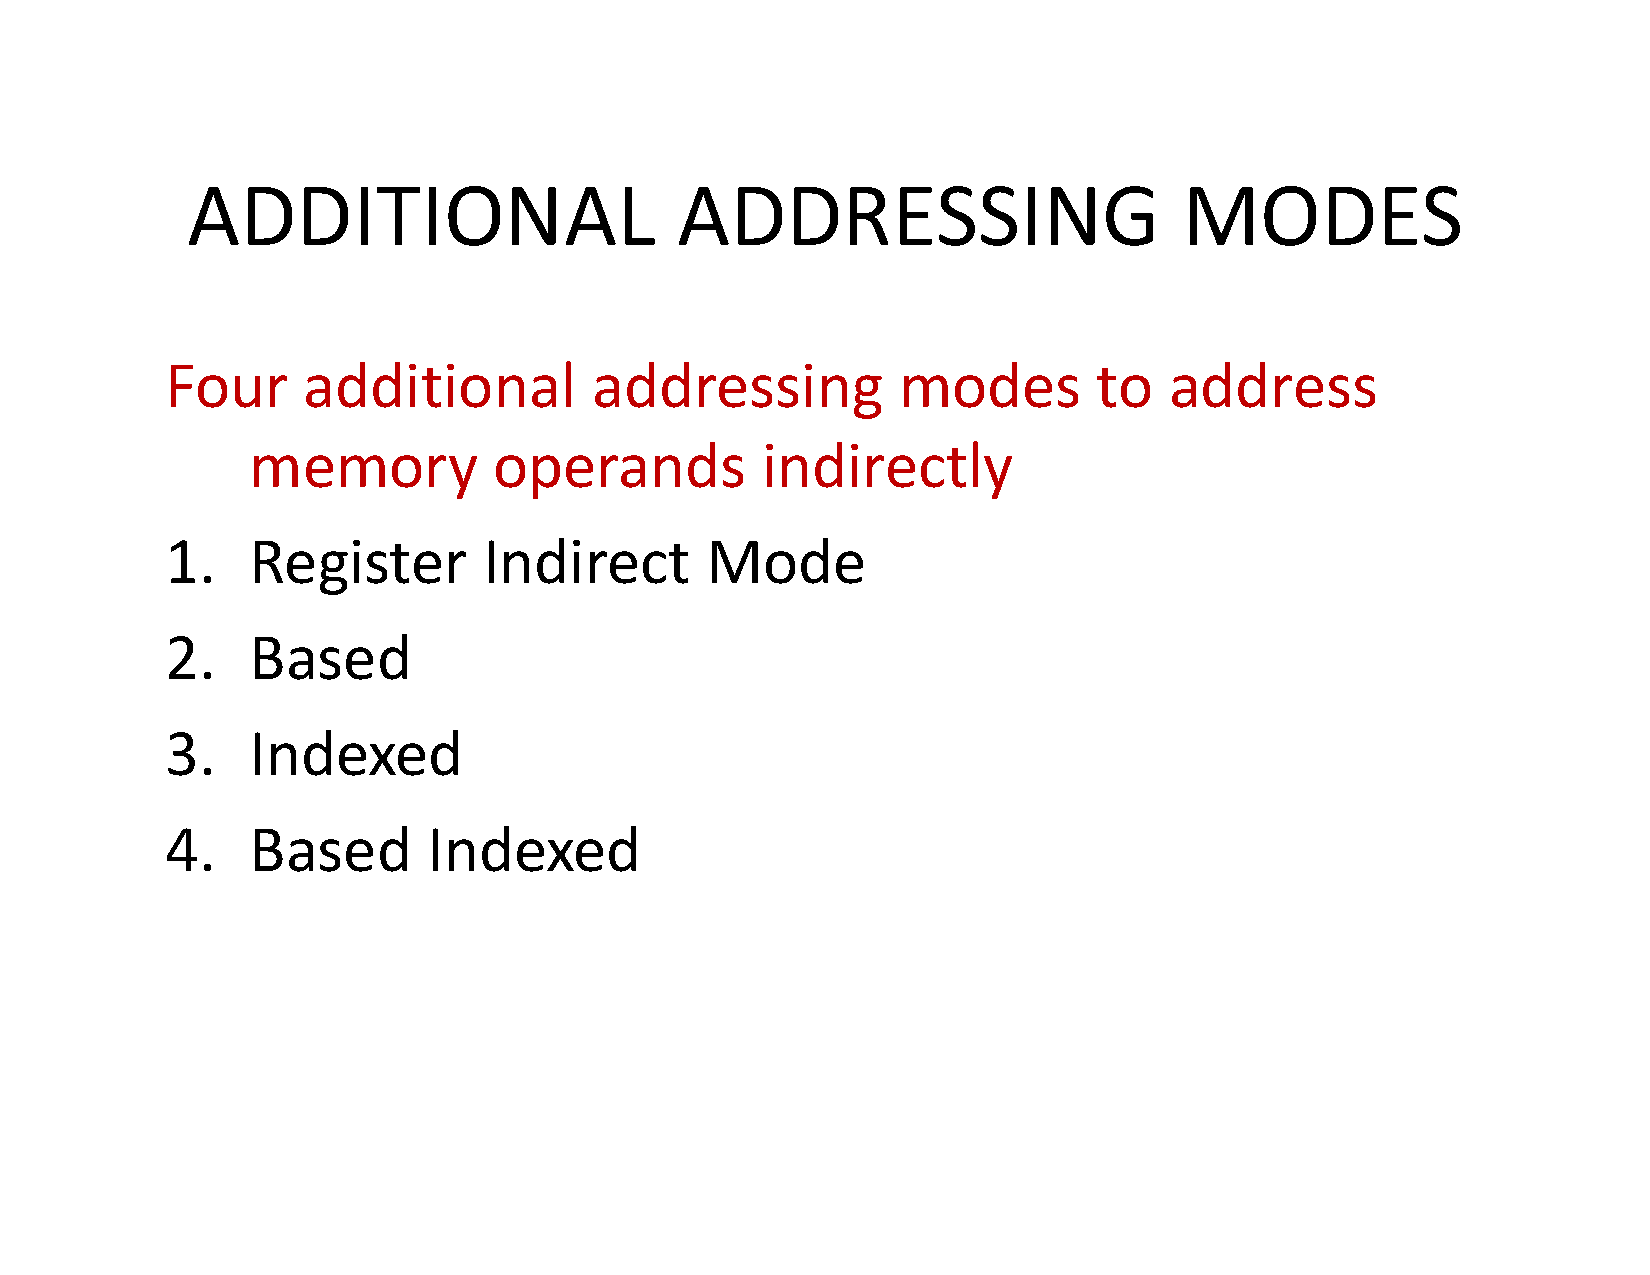 ADDITIONAL ADDRESSING MODES
Four additional addressing modes to address
memory operands indirectly
1. Register Indirect Mode
2. Based
3. Indexed
4. Based Indexed